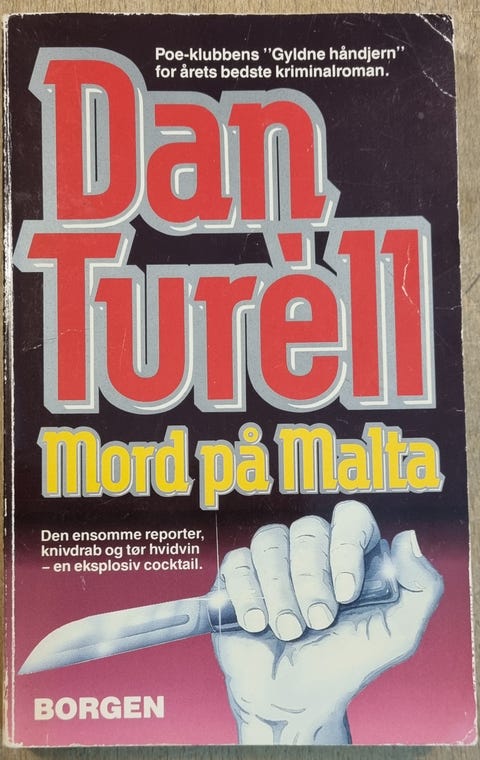 Poe-klubbens "Gyldne håndjern"
for årets bedste kriminalroman.
Dan
Turèll
Mord på Malta
Den ensomme reporter,
knivdrab og tør hvidvin
– en eksplosiv cocktail.
BORGEN